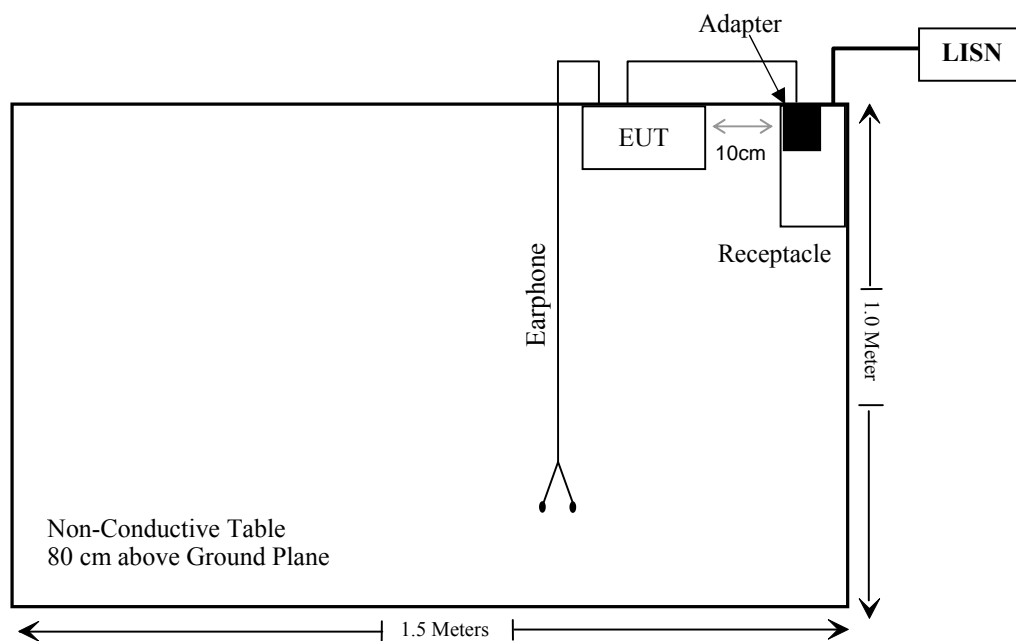 Adapter
LISN
EUT
10cm
Receptacle
Earphone
1.0 Meter
Non-Conductive Table
80 cm above Ground Plane
1.5 Meters